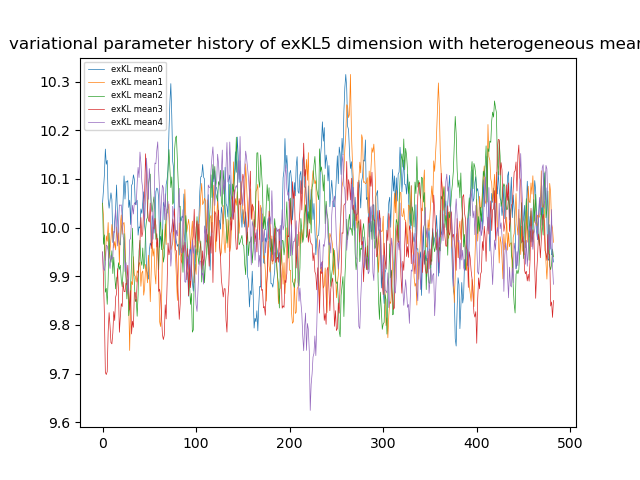 variational parameter history of exKL5 dimension with heterogeneous mean
exKL mean0
exKL mean1
exKL mean2
exKL mean3
exKL mean4
10.3
10.2
10.1
10.0
9.9
9.8
9.7
9.6
0 100 200 300 400 500